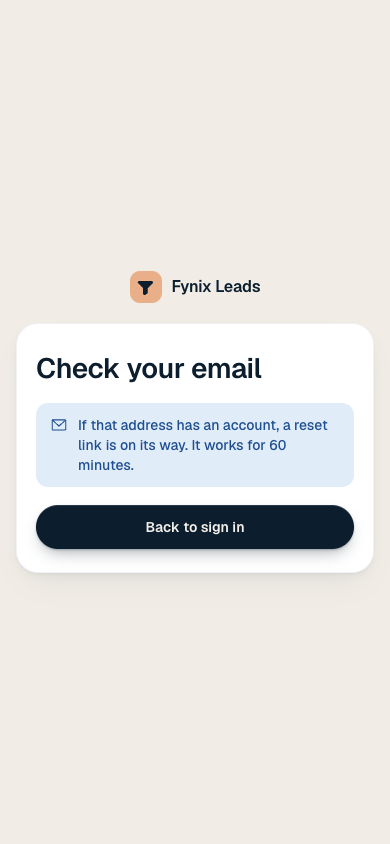 Fynix Leads
Check your email
If that address has an account, a reset
link is on its way. It works for 60
minutes.
Back to sign in